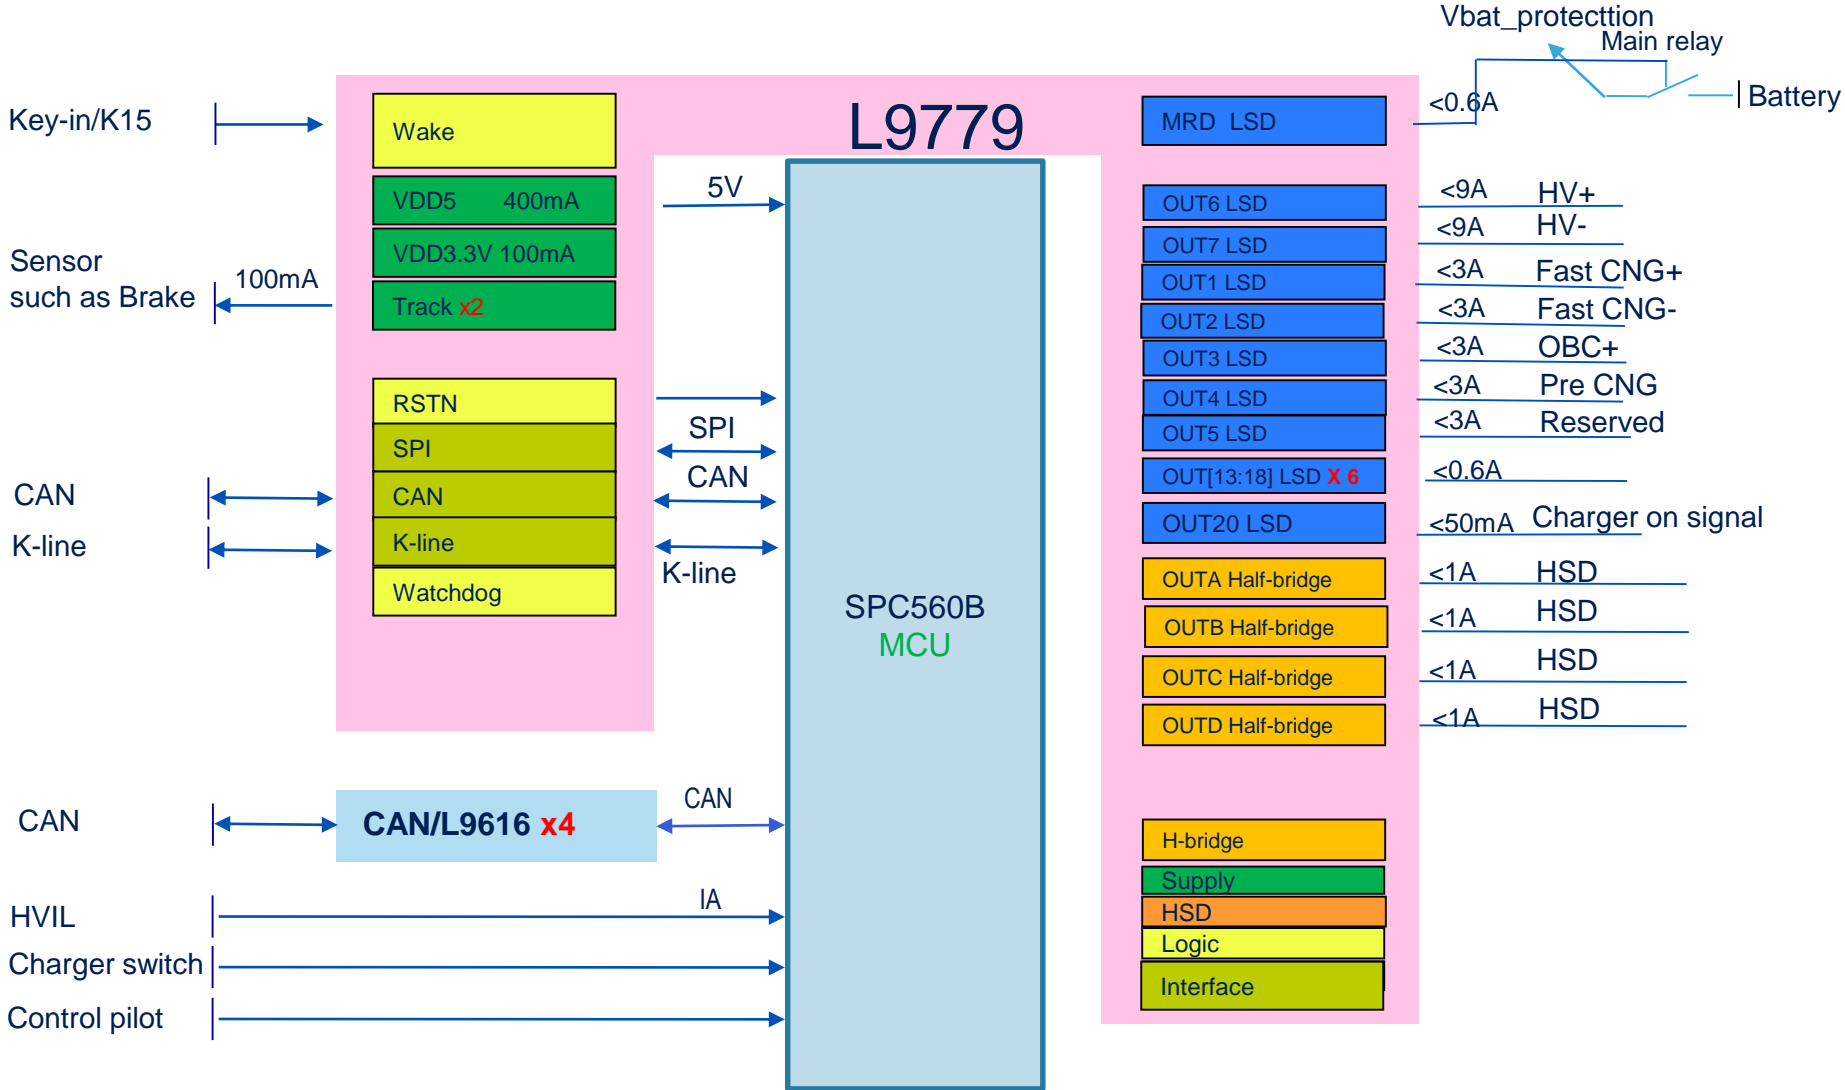 Vbat_protecttion
Main relay
Battery
Key-in/K15
Wake
L9779
MRD LSD
<0.6A
VDD5 400mA
5V
OUT6 LSD
<9A HV+
VDD3.3V 100mA
OUT7 LSD
<9A HV-
Sensor
such as Brake
100mA
Track x2
OUT1 LSD
<3A Fast CNG+
OUT2 LSD
<3A Fast CNG-
OUT3 LSD
<3A OBC+
RSTN
OUT4 LSD
<3A Pre CNG
SPI
SPI
OUT5 LSD
<3A Reserved
CAN
CAN
CAN
OUT[13:18] LSD X 6
<0.6A
K-line
K-line
K-line
OUT20 LSD
<50mA Charger on signal
Watchdog
OUTA Half-bridge
<1A HSD
SPC560B
MCU
OUTB Half-bridge
<1A HSD
OUTC Half-bridge
<1A HSD
OUTD Half-bridge
<1A HSD
CAN
CAN/L9616 x4
CAN
H-bridge
Supply
HSD
Logic
Interface
HVIL
IA
Charger switch
Control pilot